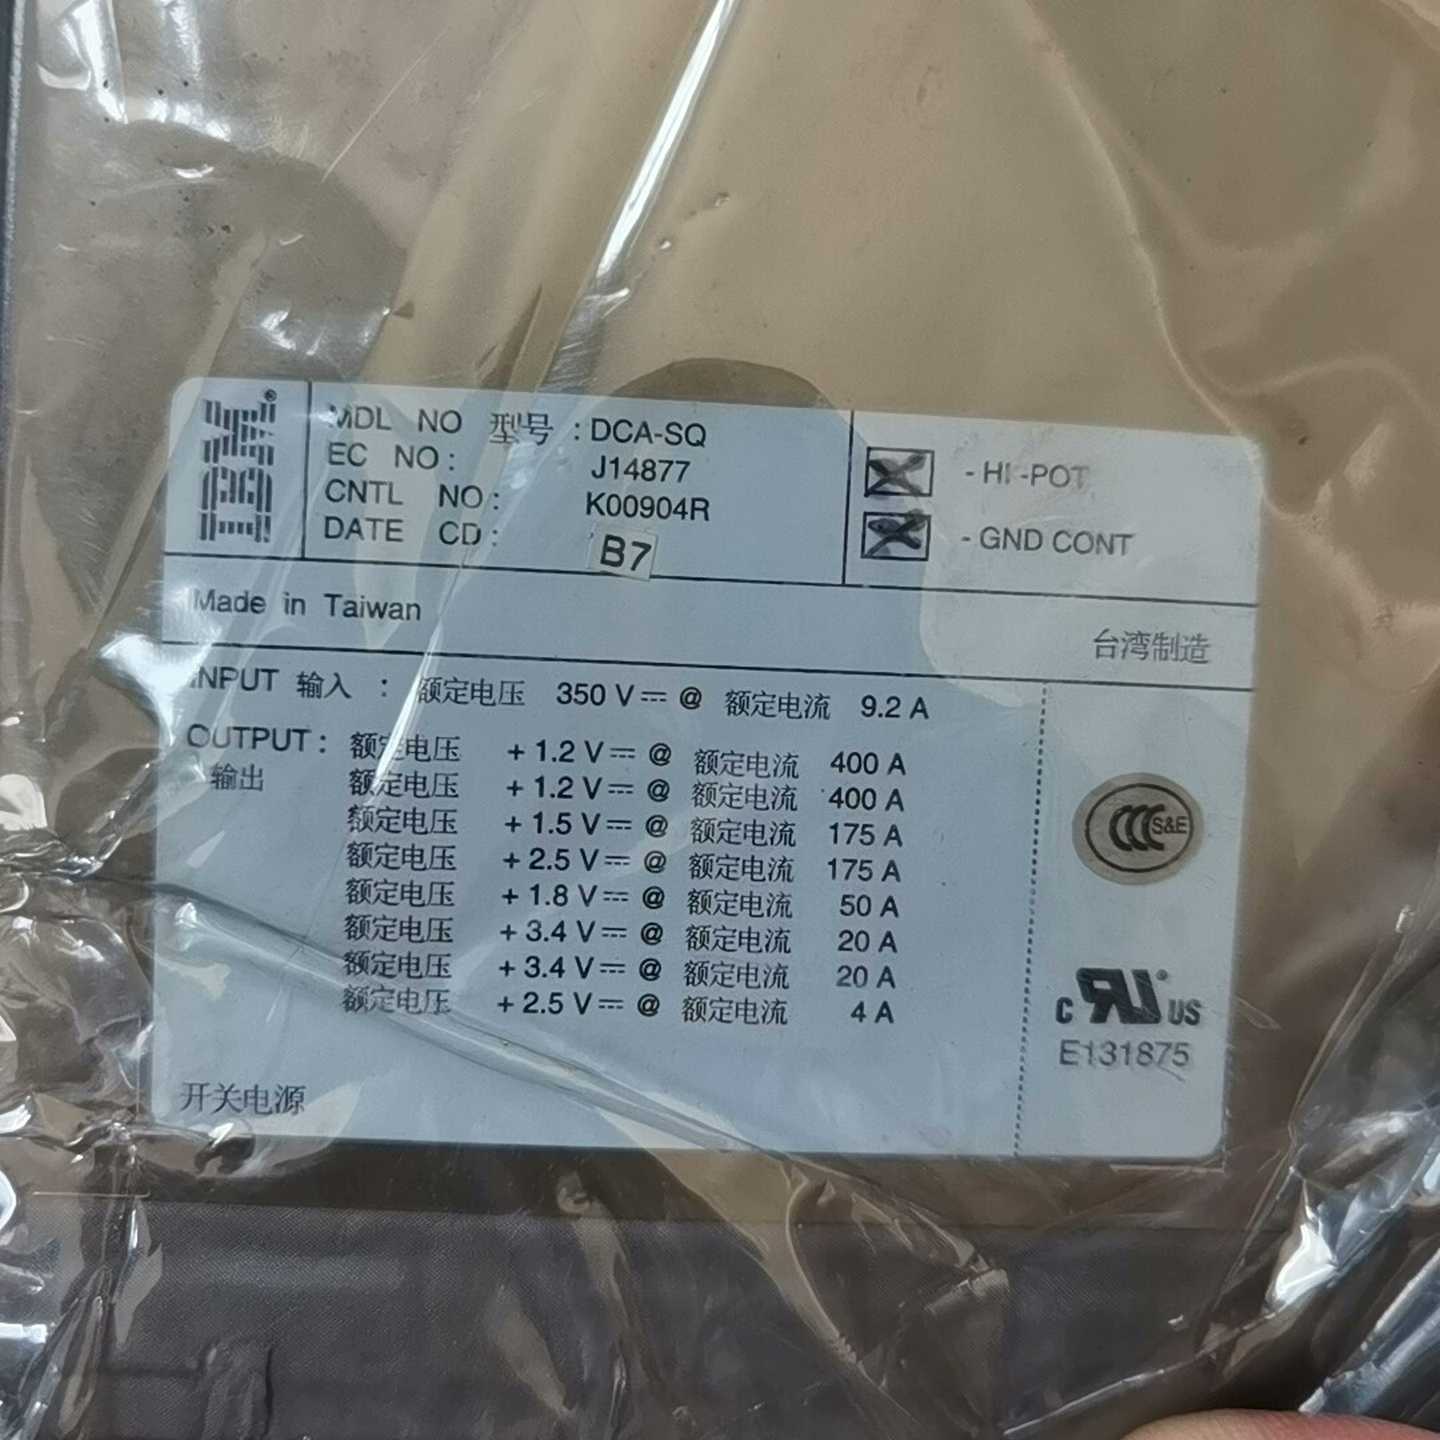 IBM®
MDL NO 型号 : DCA-SQ
EC NO : J14877
CNTL NO : K00904R
DATE CD : B7
- HI-POT
- GND CONT
Made in Taiwan
台湾制造
INPUT 输入 : 额定电压 350 V @ 额定电流 9.2 A
OUTPUT : 额定电压 + 1.2 V @ 额定电流 400 A
输出 额定电压 + 1.2 V @ 额定电流 400 A
额定电压 + 1.5 V @ 额定电流 175 A
额定电压 + 2.5 V @ 额定电流 175 A
额定电压 + 1.8 V @ 额定电流 50 A
额定电压 + 3.4 V @ 额定电流 20 A
额定电压 + 3.4 V @ 额定电流 20 A
额定电压 + 2.5 V @ 额定电流 4 A
CCC S&E
C RU US
E131875
开关电源